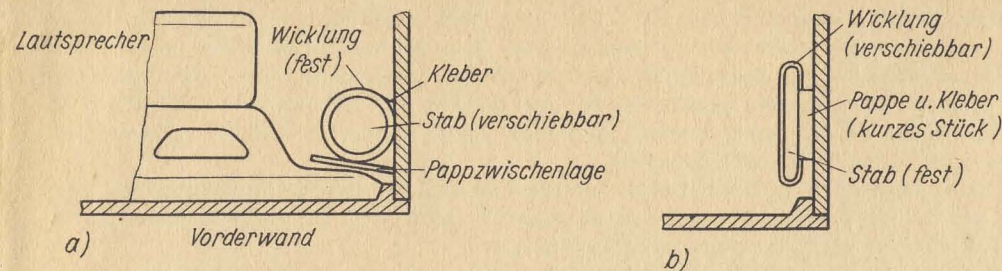 Lautsprecher
Wicklung
(fest)
Kleber
Stab (verschiebbar)
Pappzwischenlage
Vorderwand
a)
Wicklung
(verschiebbar)
Pappe u. Kleber
(kurzes Stück)
Stab (fest)
b)